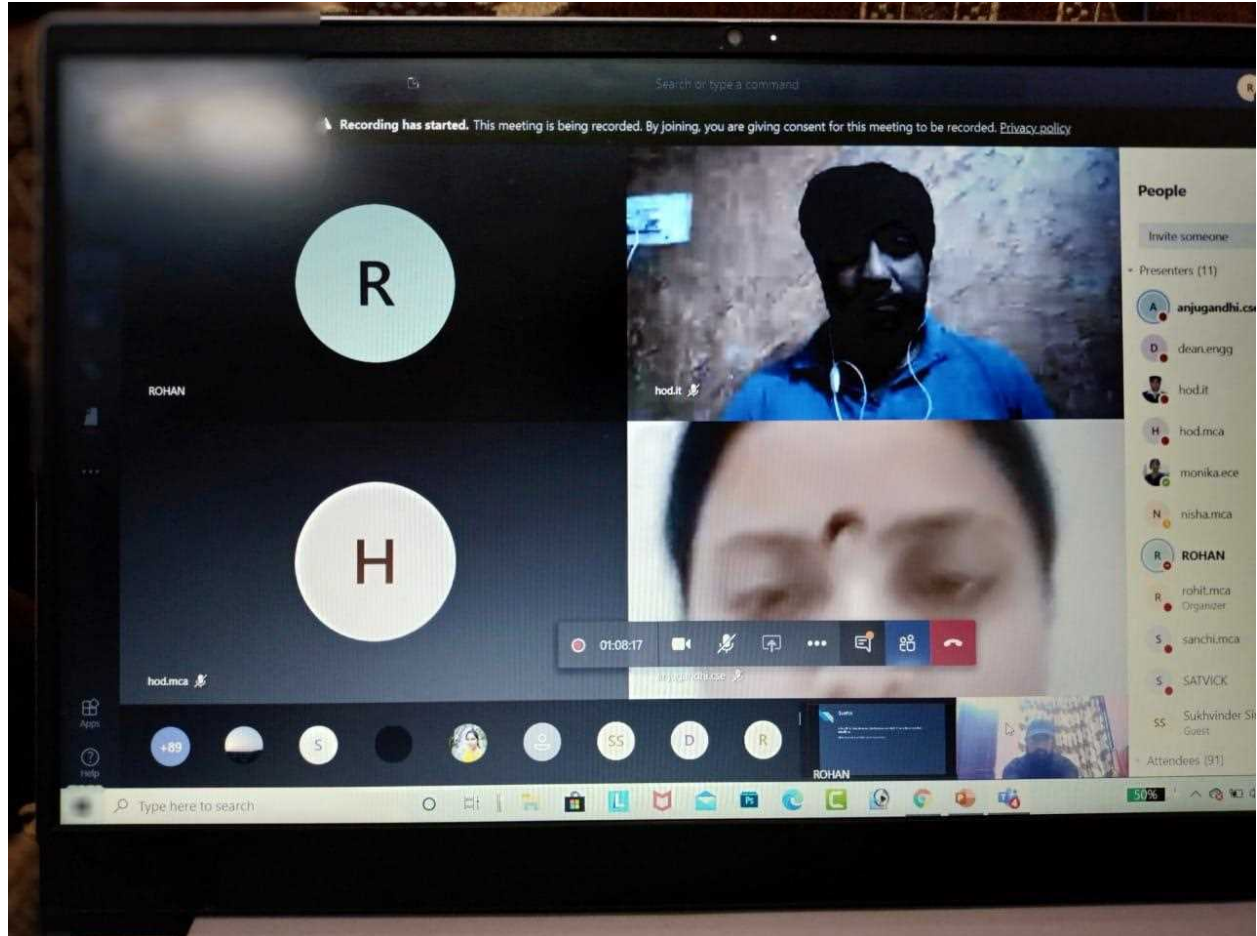 Search or type a command
R
Recording has started. This meeting is being recorded. By joining, you are giving consent for this meeting to be recorded. Privacy policy
R
ROHAN
hod.it
H
hod.mca
01:08:17
People
Invite someone
Presenters (11)
A anjugandhi.cse
D dean.engg
hod.it
H hod.mca
monika.ece
N nisha.mca
R ROHAN
R rohit.mca
Organizer
S sanchi.mca
S SATVICK
SS Sukhvinder
Guest
Attendees (91)
Apps
Help
+89
S
SS
D
R
ROHAN
Type here to search
L
Ps
C
50%